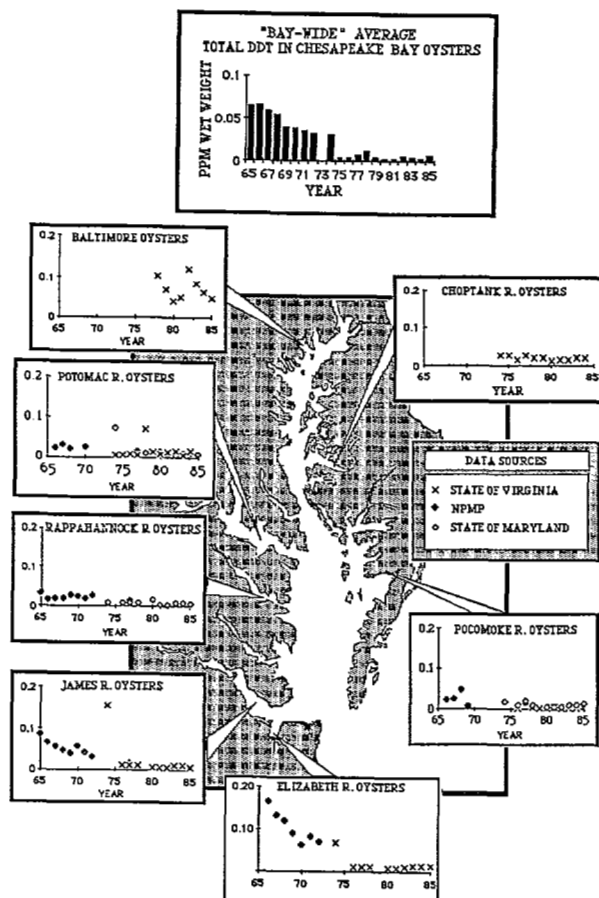 "BAY-WIDE" AVERAGE
TOTAL DDT IN CHESAPEAKE BAY OYSTERS
PPM WET WEIGHT
0.1
0.05
0
65 67 69 71 73 75 77 79 81 83 85
YEAR
BALTIMORE OYSTERS
0.2
0.1
0
65 70 75 80 85
YEAR
CHOPTANK R. OYSTERS
0.2
0.1
0
65 70 75 80 85
YEAR
POTOMAC R. OYSTERS
0.2
0.1
0
65 70 75 80 85
YEAR
DATA SOURCES
× STATE OF VIRGINIA
◆ NPMP
◇ STATE OF MARYLAND
RAPPAHANNOCK R OYSTERS
0.2
0.1
0
65 70 75 80 85
YEAR
POCOMOKE R. OYSTERS
0.2
0.1
0
65 70 75 80 85
YEAR
JAMES R. OYSTERS
0.2
0.1
0
65 70 75 80 85
YEAR
ELIZABETH R. OYSTERS
0.20
0.10
65 70 75 80 85
YEAR